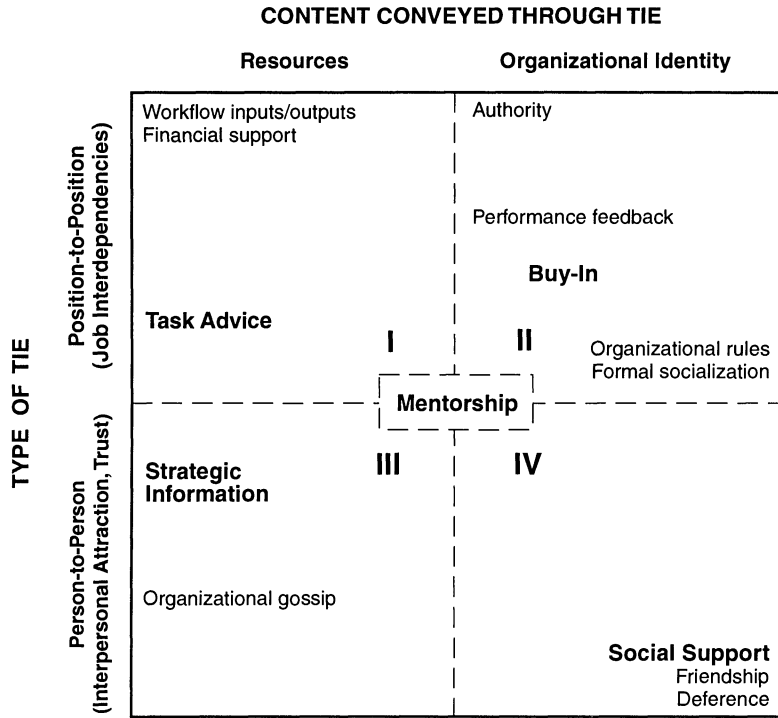 CONTENT CONVEYED THROUGH TIE
Resources
Organizational Identity
TYPE OF TIE
Position-to-Position
(Job Interdependencies)
Workflow inputs/outputs
Financial support
Task Advice
I
Authority
Performance feedback
Buy-In
II
Organizational rules
Formal socialization
Mentorship
Person-to-Person
(Interpersonal Attraction, Trust)
III
Strategic
Information
Organizational gossip
IV
Social Support
Friendship
Deference